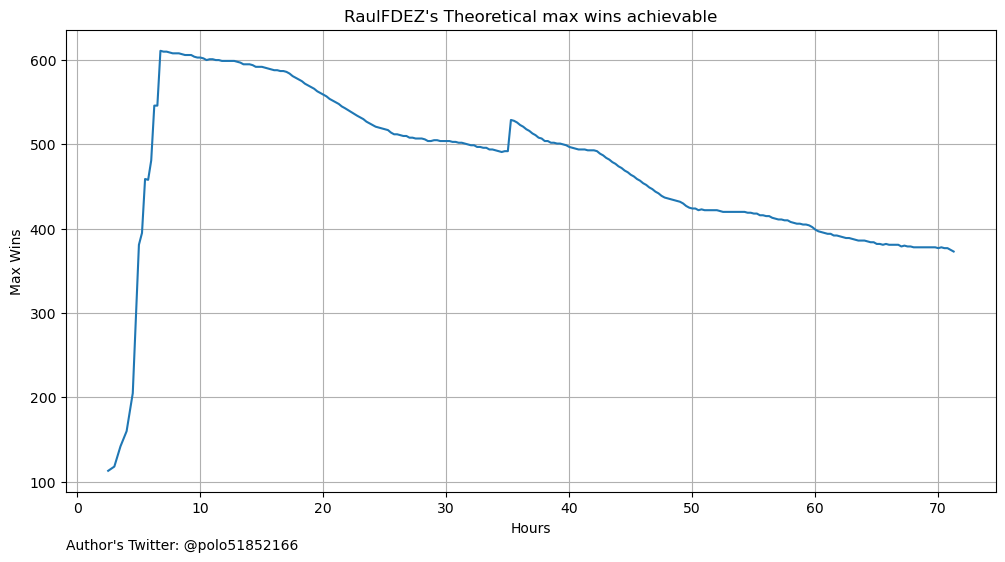 RaulFDEZ's Theoretical max wins achievable
600
500
400
300
200
100
Max Wins
0 10 20 30 40 50 60 70
Hours
Author's Twitter: @polo51852166